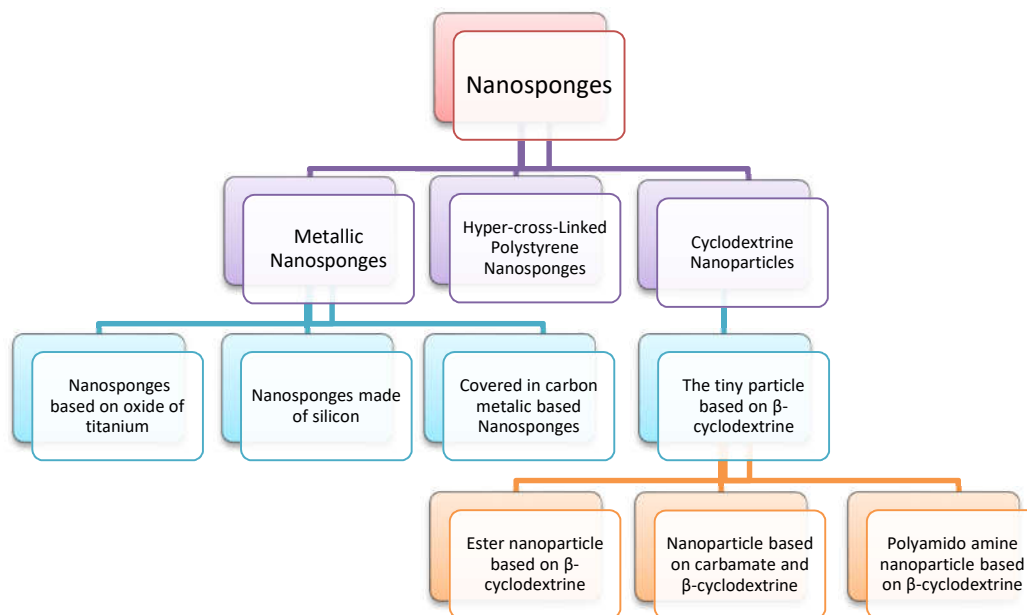 Nanosponges
Metallic
Nanosponges
Hyper-cross-Linked
Polystyrene
Nanosponges
Cyclodextrine
Nanoparticles
Nanosponges
based on oxide of
titanium
Nanosponges made
of silicon
Covered in carbon
metalic based
Nanosponges
The tiny particle
based on β-
cyclodextrine
Ester nanoparticle
based on β-
cyclodextrine
Nanoparticle based
on carbamate and
β-cyclodextrine
Polyamido amine
nanoparticle based
on β-cyclodextrine